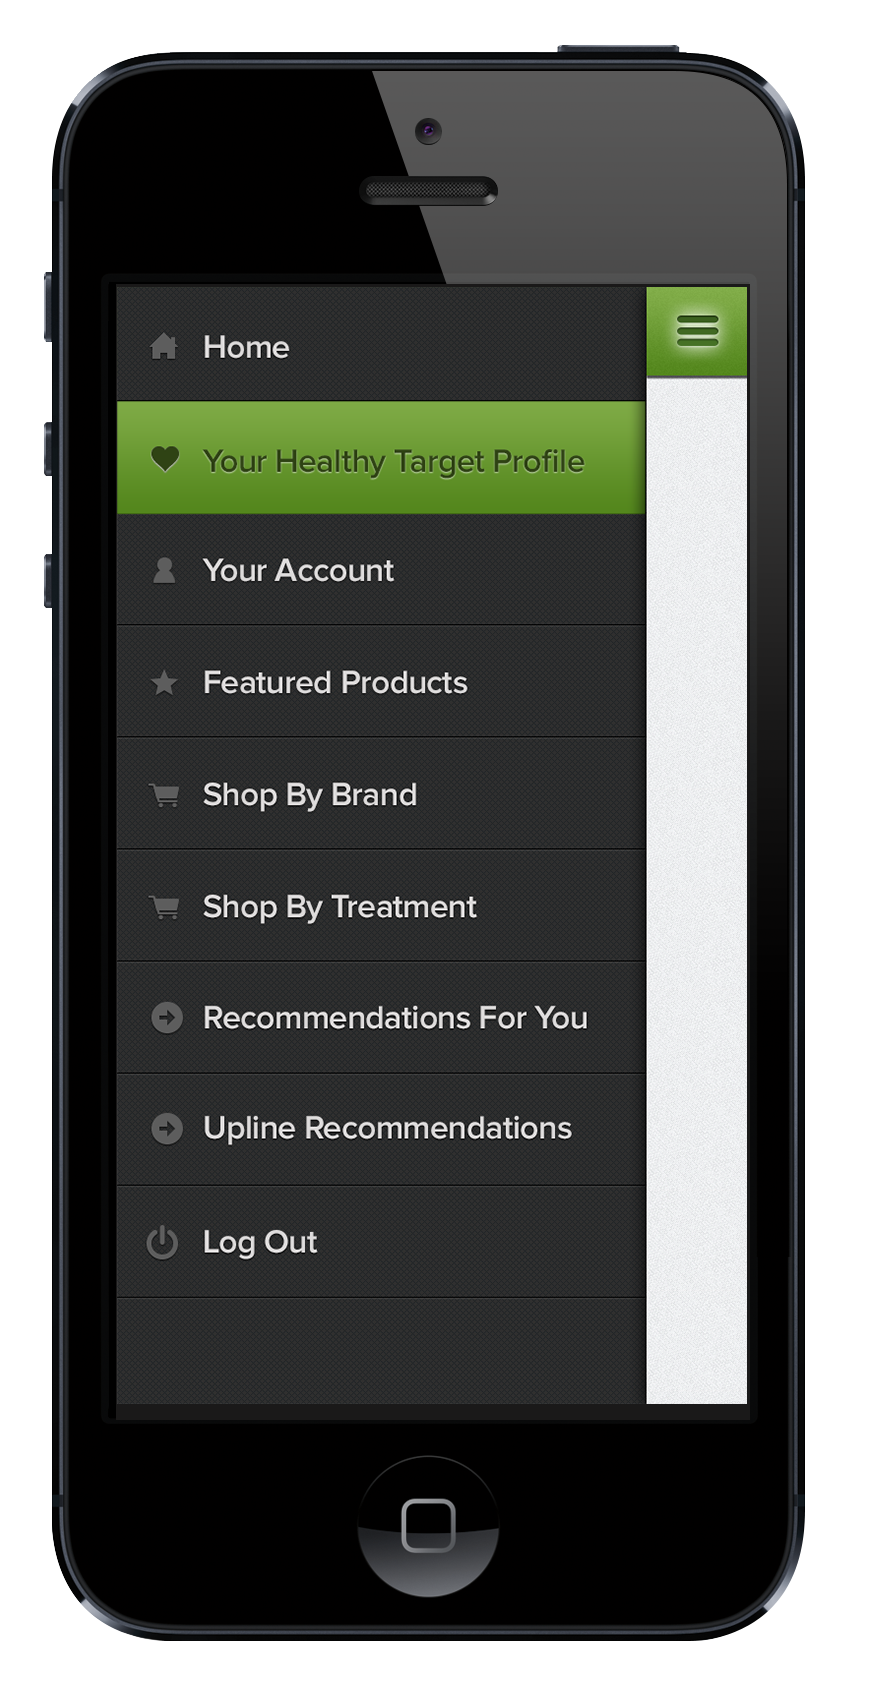 Home
Your Healthy Target Profile
Your Account
Featured Products
Shop By Brand
Shop By Treatment
Recommendations For You
Upline Recommendations
Log Out